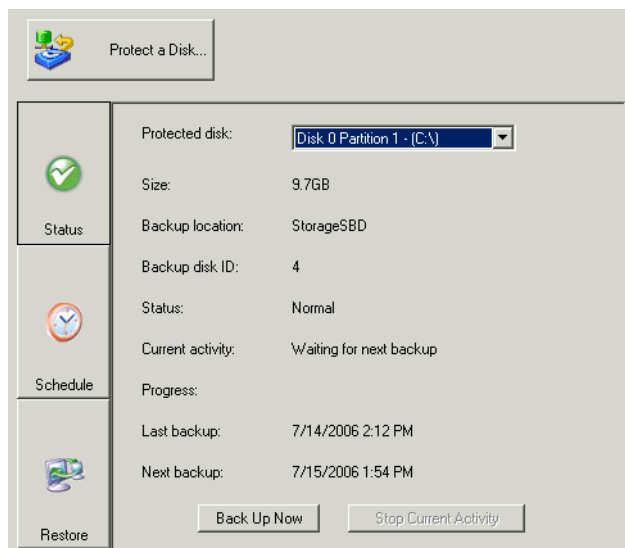 Protect a Disk...
Protected disk: Disk 0 Partition 1 - (C:\)
Size: 9.7GB
Status
Backup location: StorageSBD
Backup disk ID: 4
Status: Normal
Current activity: Waiting for next backup
Schedule
Progress:
Last backup: 7/14/2006 2:12 PM
Next backup: 7/15/2006 1:54 PM
Back Up Now Stop Current Activity
Restore